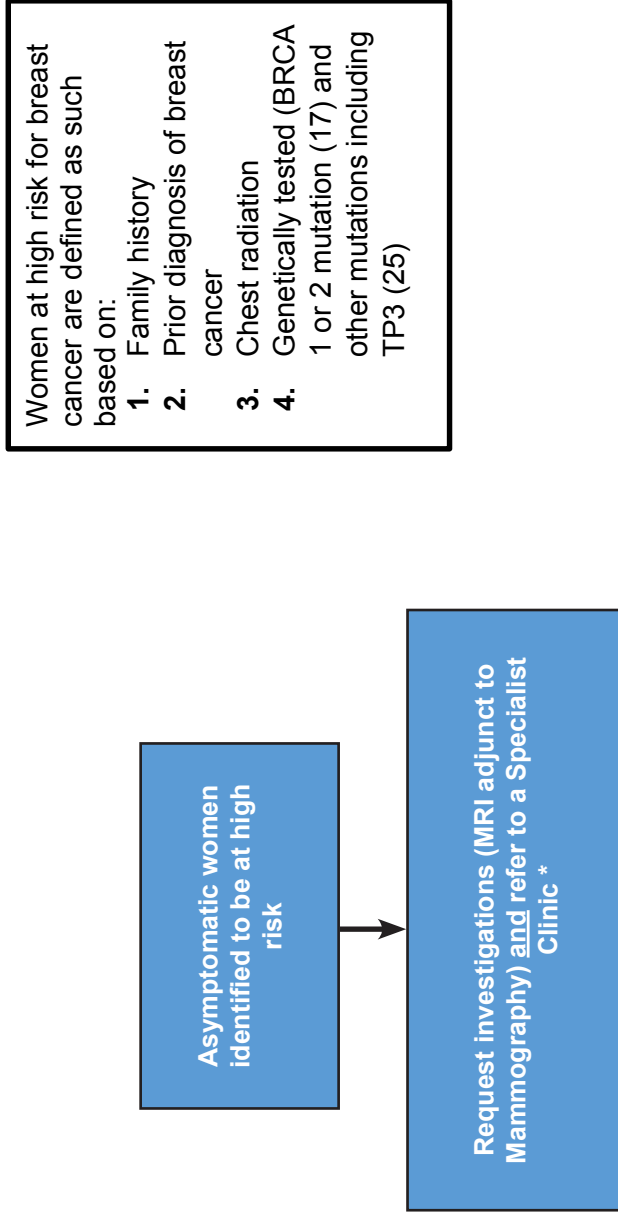 Asymptomatic women
identified to be at high
risk
Request investigations (MRI adjunct to
Mammography) and refer to a Specialist
Clinic *
Women at high risk for breast
cancer are defined as such
based on:
1. Family history
2. Prior diagnosis of breast
cancer
3. Chest radiation
4. Genetically tested (BRCA
1 or 2 mutation (17) and
other mutations including
TP3 (25)